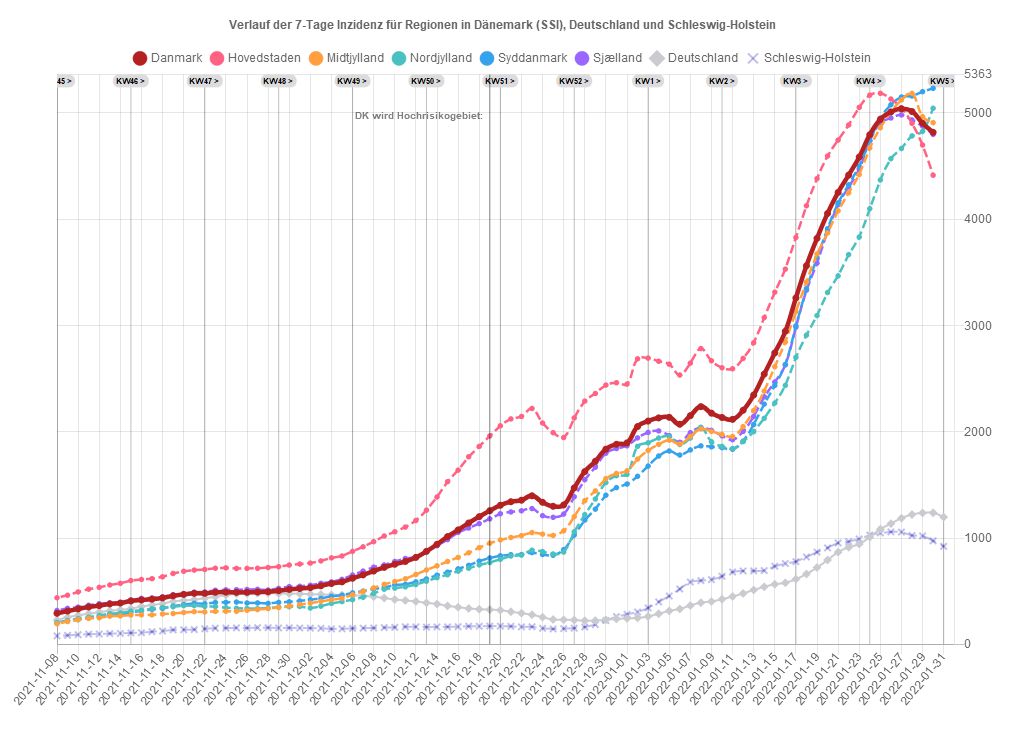 Verlauf der 7-Tage Inzidenz für Regionen in Dänemark (SSI), Deutschland und Schleswig-Holstein
Danmark Hovedstaden Midtjylland Nordjylland Syddanmark Sjælland Deutschland Schleswig-Holstein
45 > KW46 > KW47 > KW48 > KW49 > KW50 > KW51 > KW52 > KW1 > KW2 > KW3 > KW4 > KW5 >
DK wird Hochrisikogebiet:
5363
5000
4000
3000
2000
1000
0
2021-11-08 2021-11-10 2021-11-12 2021-11-14 2021-11-16 2021-11-18 2021-11-20 2021-11-22 2021-11-24 2021-11-26 2021-11-28 2021-11-30 2021-12-02 2021-12-04 2021-12-06 2021-12-08 2021-12-10 2021-12-12 2021-12-14 2021-12-16 2021-12-18 2021-12-20 2021-12-22 2021-12-24 2021-12-26 2021-12-28 2021-12-30 2022-01-01 2022-01-03 2022-01-05 2022-01-07 2022-01-09 2022-01-11 2022-01-13 2022-01-15 2022-01-17 2022-01-19 2022-01-21 2022-01-23 2022-01-25 2022-01-27 2022-01-29 2022-01-31